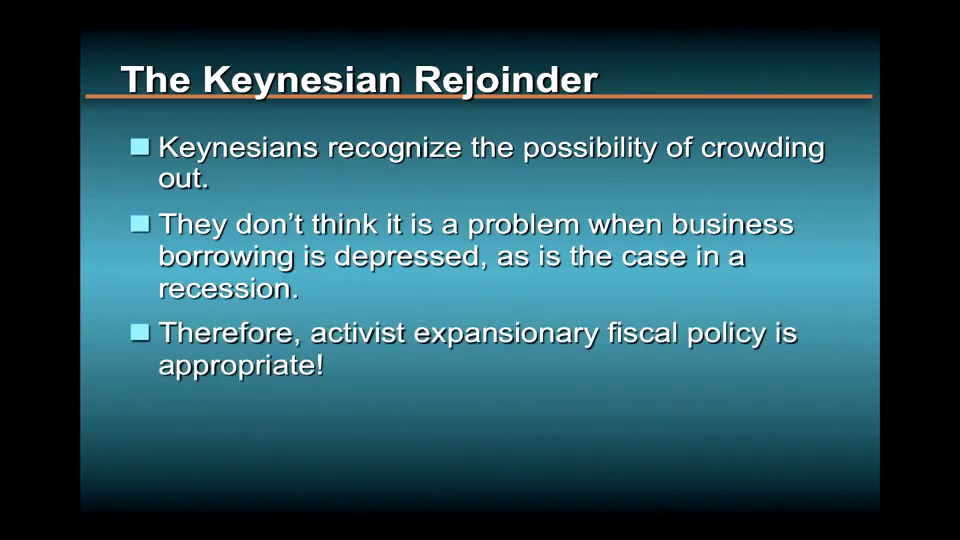 The Keynesian Rejoinder
Keynesians recognize the possibility of crowding
out.
They don’t think it is a problem when business
borrowing is depressed, as is the case in a
recession.
Therefore, activist expansionary fiscal policy is
appropriate!